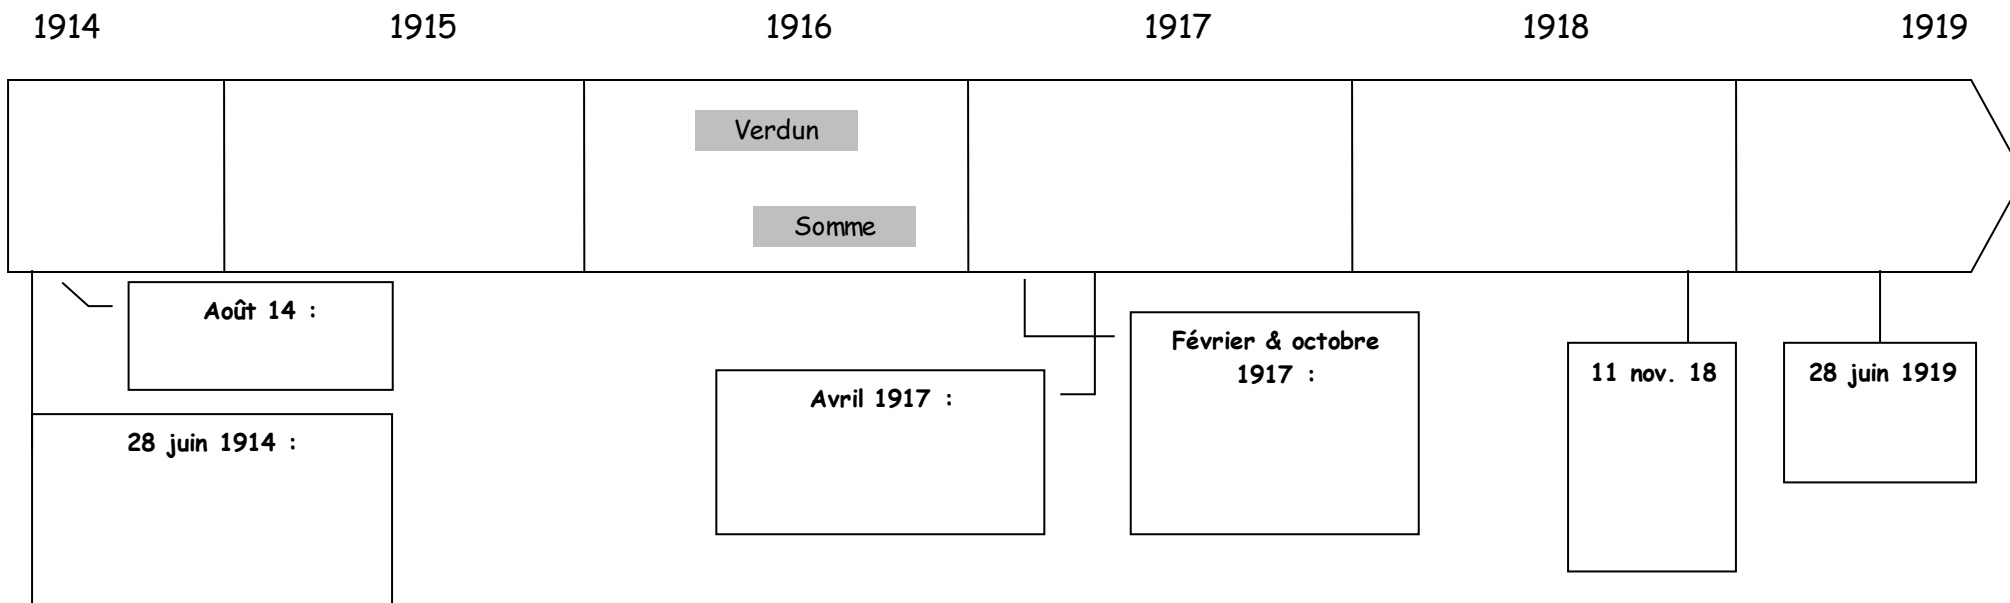 1914 1915 1916 1917 1918 1919
Verdun
Somme
Août 14 :
28 juin 1914 :
Avril 1917 :
Février & octobre
1917 :
11 nov. 18
28 juin 1919